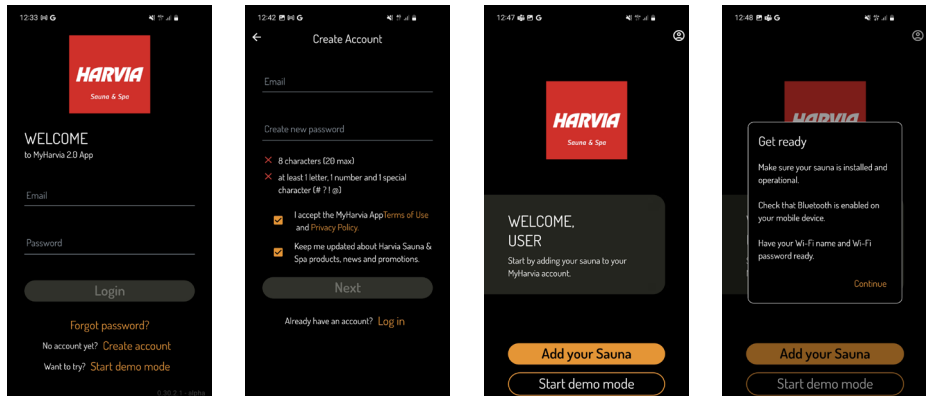 12:33 G
HARVIA
Sauna & Spa
WELCOME
to MyHarvia 2.0 App
Email
Password
Login
Forgot password?
No account yet? Create account
Want to try? Start demo mode
0.30.2.1 - alpha
12:42 G
Create Account
Email
Create new password
8 characters (20 max)
at least 1 letter, 1 number and 1 special
character (# ? ! @)
I accept the MyHarvia AppTerms of Use
and Privacy Policy.
Keep me updated about Harvia Sauna &
Spa products, news and promotions.
Next
Already have an account? Log in
12:47 G
HARVIA
Sauna & Spa
WELCOME,
USER
Start by adding your sauna to your
MyHarvia account.
Add your Sauna
Start demo mode
12:48 G
HARVIA
Get ready
Make sure your sauna is installed and
operational.
Check that Bluetooth is enabled on
your mobile device.
Have your Wi-Fi name and Wi-Fi
password ready.
Continue
Add your Sauna
Start demo mode